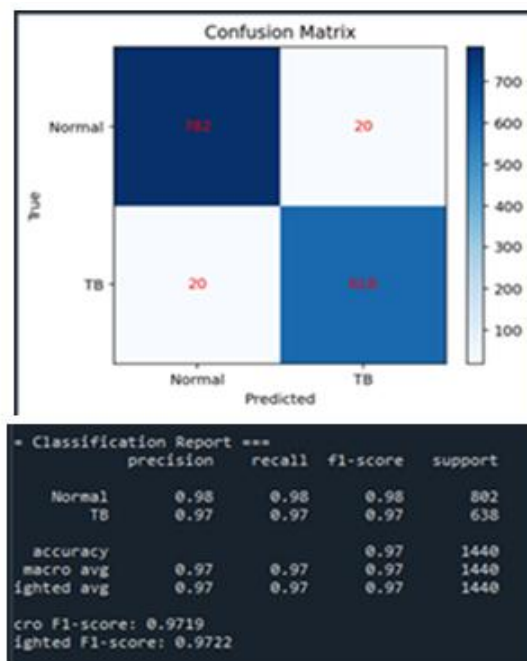 Confusion Matrix
Normal 782 20 700
600
True 500
400
300
TB 20 618 200
100
Normal TB
Predicted
= Classification Report ===
precision recall f1-score support
Normal 0.98 0.98 0.98 802
TB 0.97 0.97 0.97 638
accuracy 0.97 1440
macro avg 0.97 0.97 0.97 1440
ighted avg 0.97 0.97 0.97 1440
cro F1-score: 0.9719
ighted F1-score: 0.9722